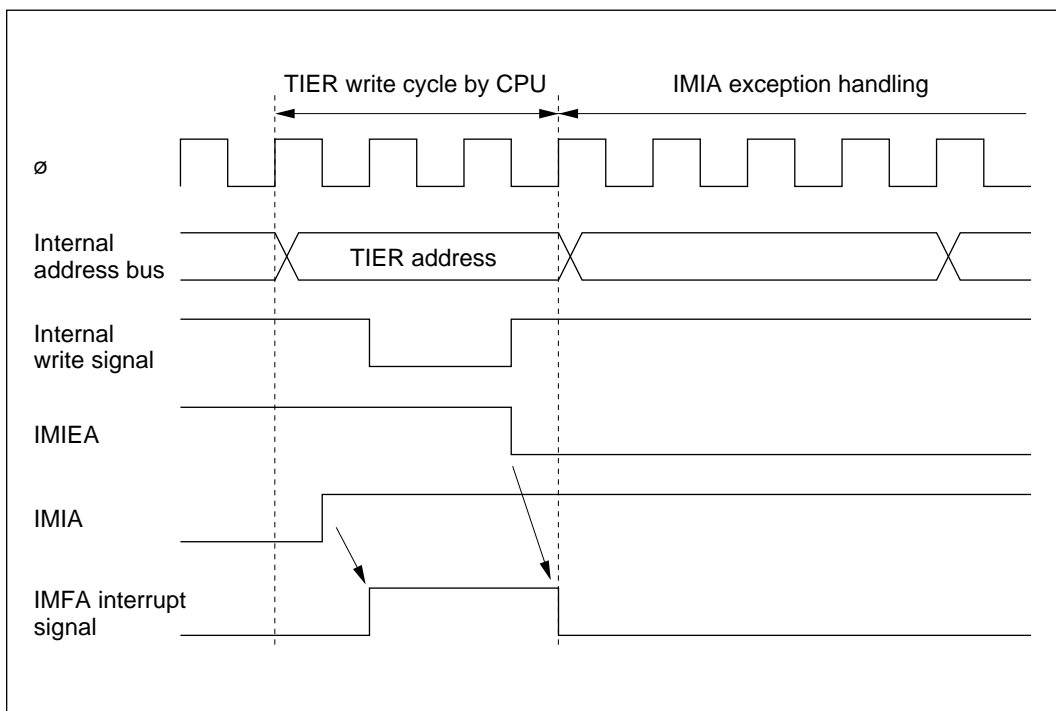 TIER write cycle by CPU
IMIA exception handling
ø
Internal
address bus
TIER address
Internal
write signal
IMIEA
IMIA
IMFA interrupt
signal